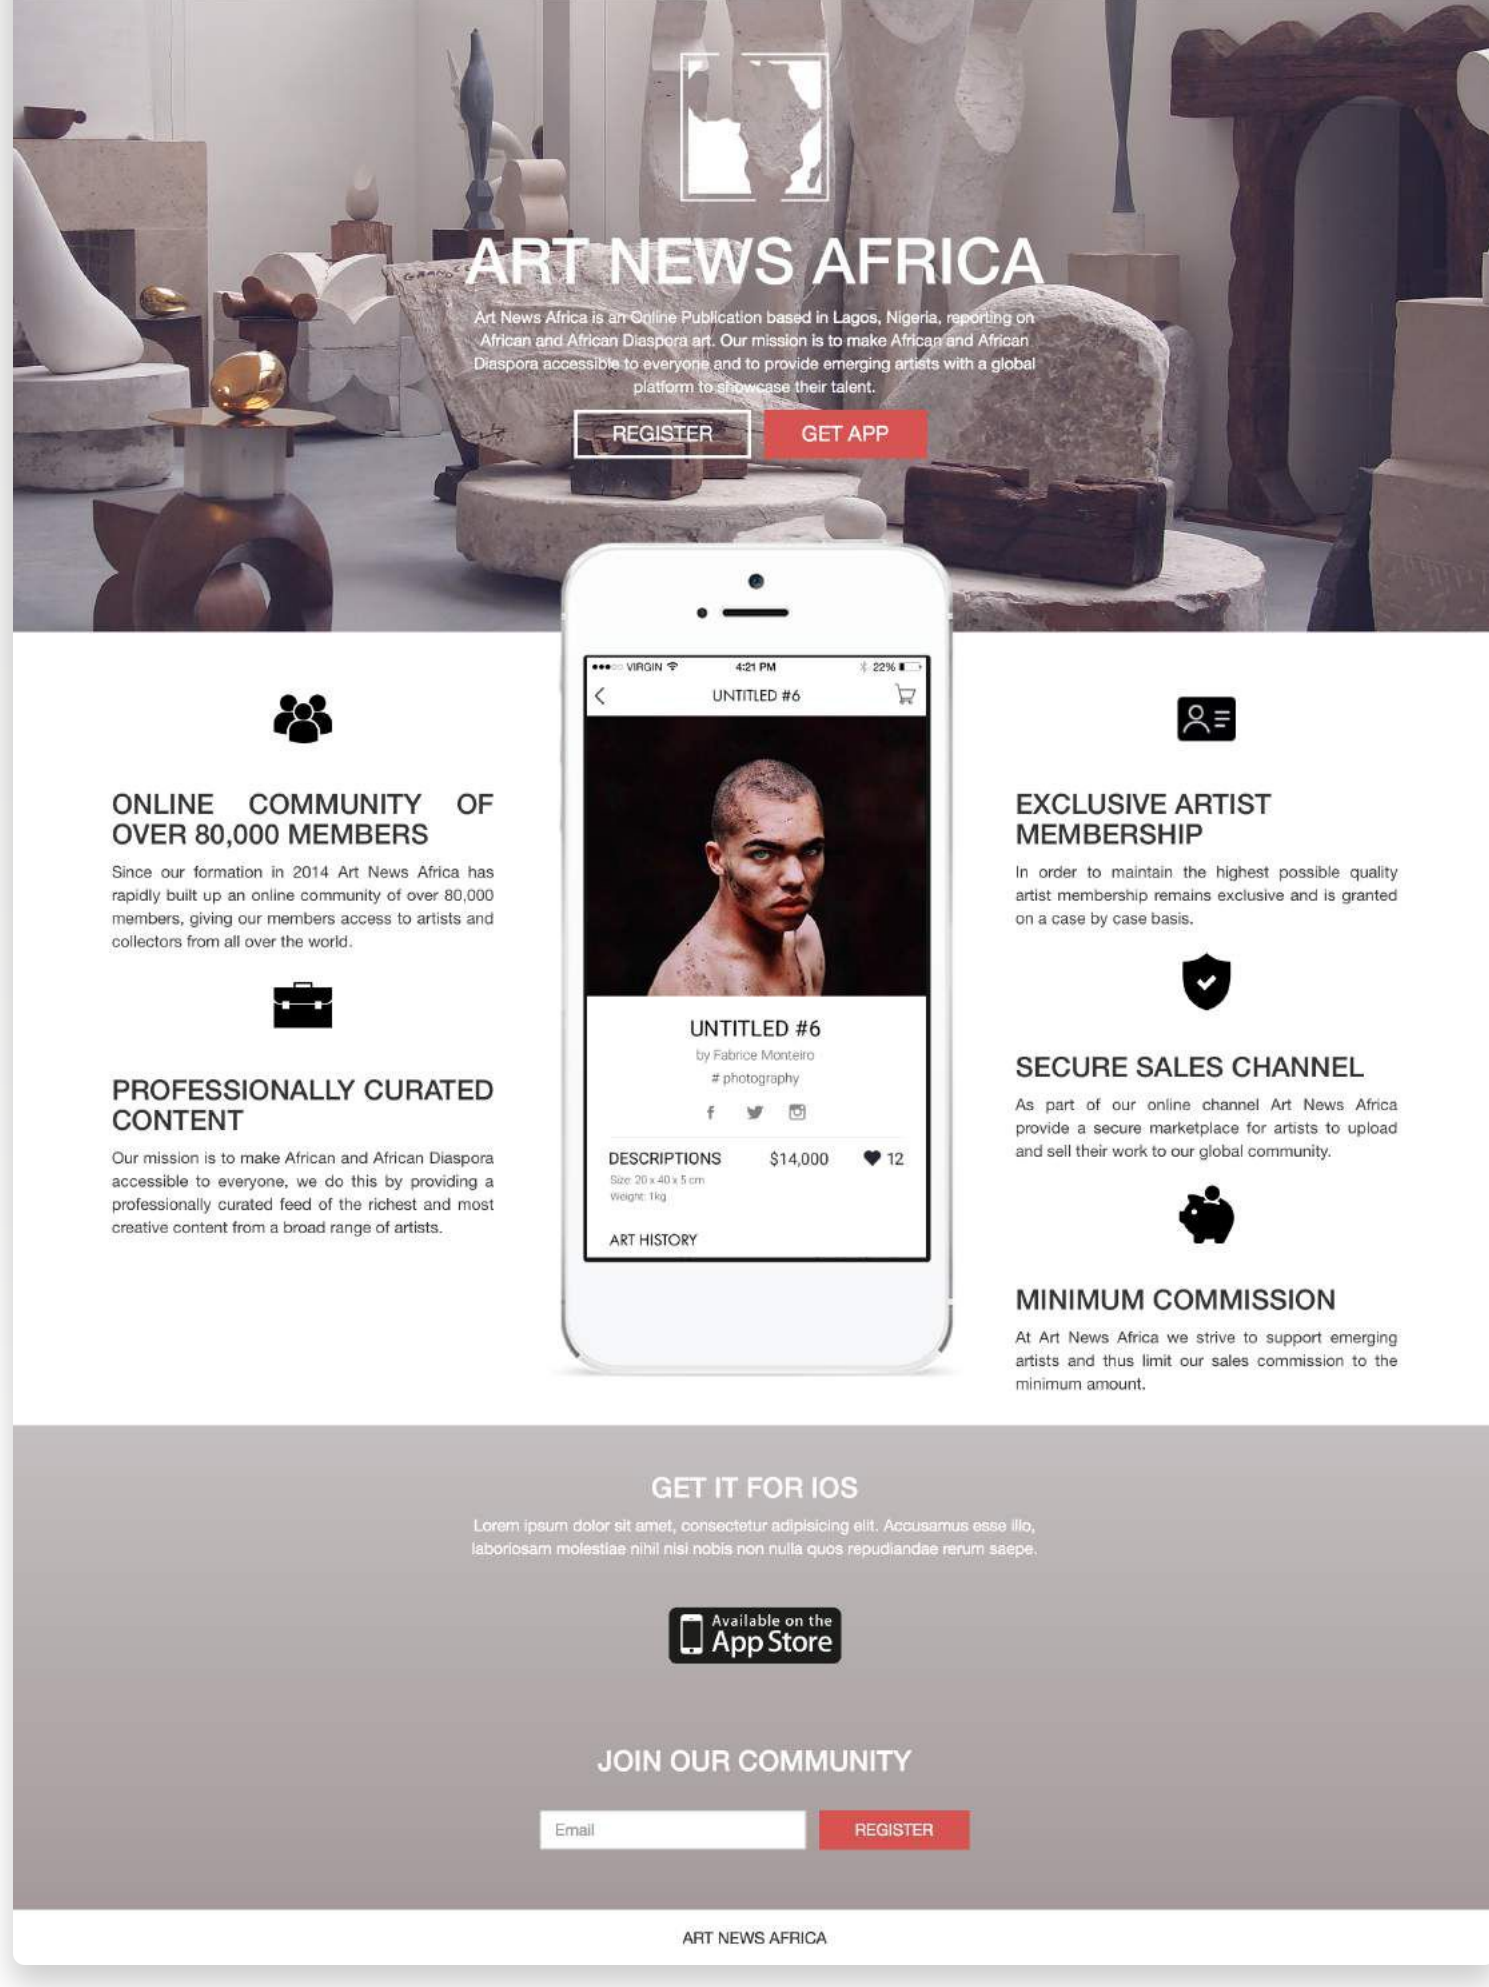 ART NEWS AFRICA
Art News Africa is an Online Publication based in Lagos, Nigeria, reporting on
African and African Diaspora art. Our mission is to make African and African
Diaspora accessible to everyone and to provide emerging artists with a global
platform to showcase their talent.
REGISTER
GET APP
ONLINE COMMUNITY OF
OVER 80,000 MEMBERS
Since our formation in 2014 Art News Africa has
rapidly built up an online community of over 80,000
members, giving our members access to artists and
collectors from all over the world.
PROFESSIONALLY CURATED
CONTENT
Our mission is to make African and African Diaspora
accessible to everyone, we do this by providing a
professionally curated feed of the richest and most
creative content from a broad range of artists.
VIRGIN 4:21 PM 22%
UNTITLED #6
UNTITLED #6
by Fabrice Monteiro
# photography
DESCRIPTIONS $14,000 12
Size: 20 x 40 x 5 cm
Weight: 1kg
ART HISTORY
EXCLUSIVE ARTIST
MEMBERSHIP
In order to maintain the highest possible quality
artist membership remains exclusive and is granted
on a case by case basis.
SECURE SALES CHANNEL
As part of our online channel Art News Africa
provide a secure marketplace for artists to upload
and sell their work to our global community.
MINIMUM COMMISSION
At Art News Africa we strive to support emerging
artists and thus limit our sales commission to the
minimum amount.
GET IT FOR IOS
Lorem ipsum dolor sit amet, consectetur adipisicing elit. Accusamus esse illo,
laboriosam molestiae nihil nisi nobis non nulla quos repudiandae rerum saepe.
Available on the
App Store
JOIN OUR COMMUNITY
Email
REGISTER
ART NEWS AFRICA